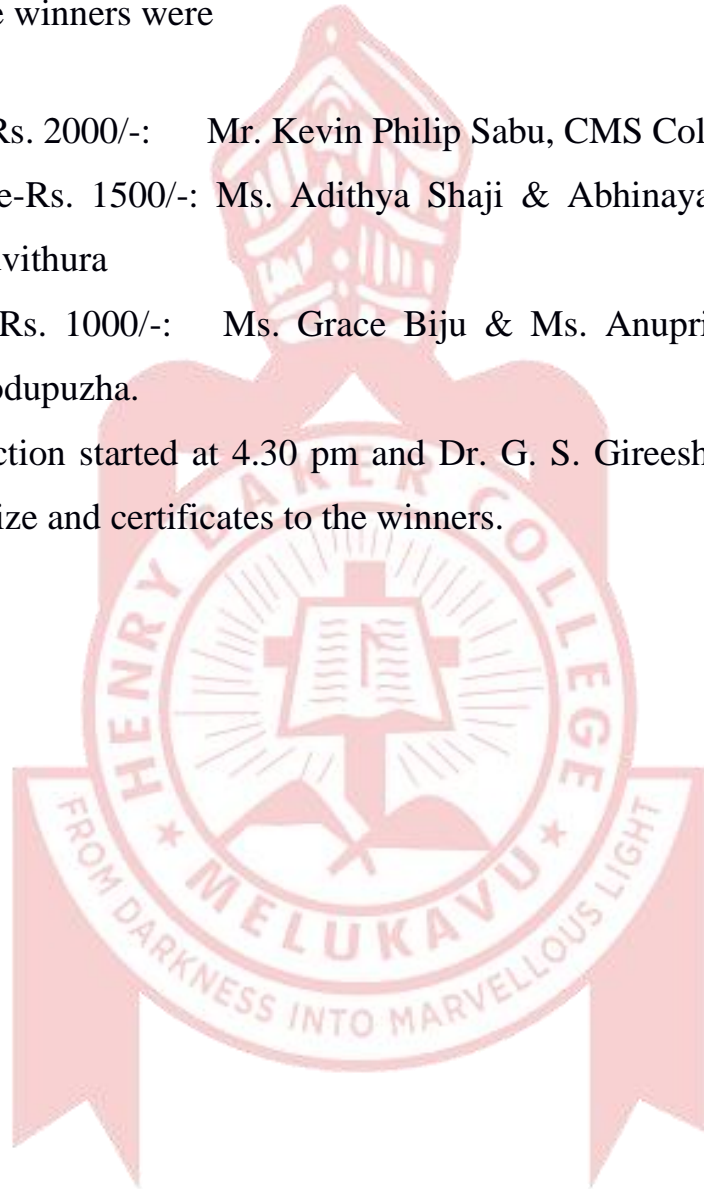 e winners were
Rs. 2000/-: Mr. Kevin Philip Sabu, CMS Col
e-Rs. 1500/-: Ms. Adithya Shaji & Abhinaya
vithura
Rs. 1000/-: Ms. Grace Biju & Ms. Anupri
odupuzha.
ction started at 4.30 pm and Dr. G. S. Gireesh
ize and certificates to the winners.
HENRY BAKER COLLEGE
MELUKAVU
FROM DARKNESS INTO MARVELLOUS LIGHT